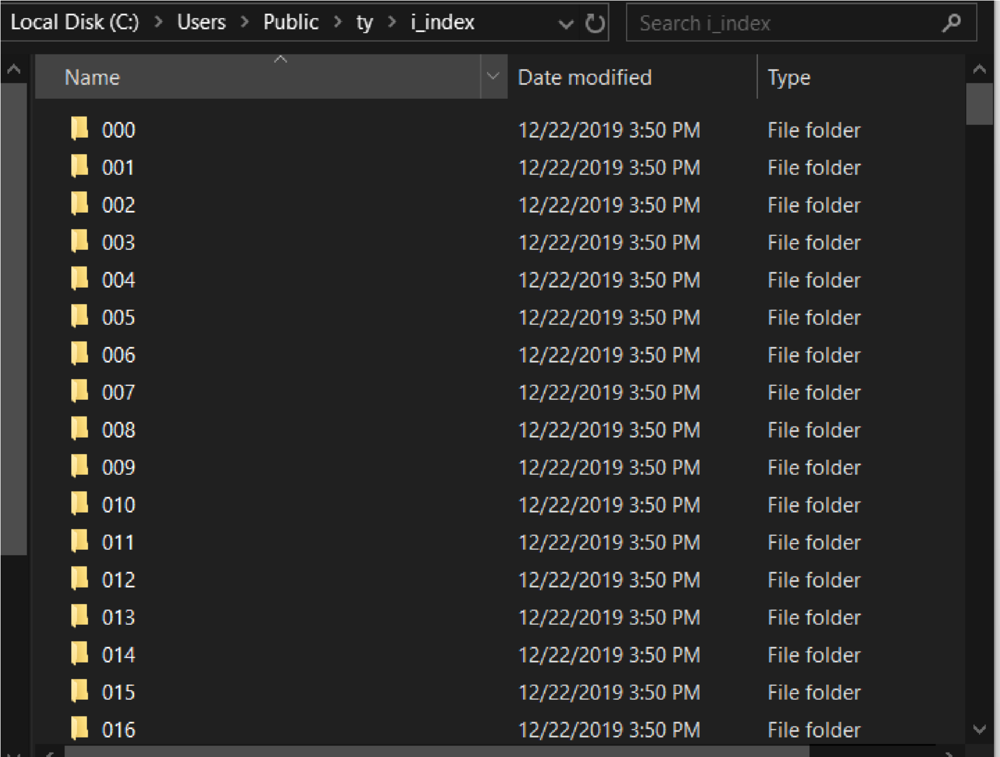 Local Disk (C:) > Users > Public > ty > i_index Search i_index
Name Date modified Type
000 12/22/2019 3:50 PM File folder
001 12/22/2019 3:50 PM File folder
002 12/22/2019 3:50 PM File folder
003 12/22/2019 3:50 PM File folder
004 12/22/2019 3:50 PM File folder
005 12/22/2019 3:50 PM File folder
006 12/22/2019 3:50 PM File folder
007 12/22/2019 3:50 PM File folder
008 12/22/2019 3:50 PM File folder
009 12/22/2019 3:50 PM File folder
010 12/22/2019 3:50 PM File folder
011 12/22/2019 3:50 PM File folder
012 12/22/2019 3:50 PM File folder
013 12/22/2019 3:50 PM File folder
014 12/22/2019 3:50 PM File folder
015 12/22/2019 3:50 PM File folder
016 12/22/2019 3:50 PM File folder